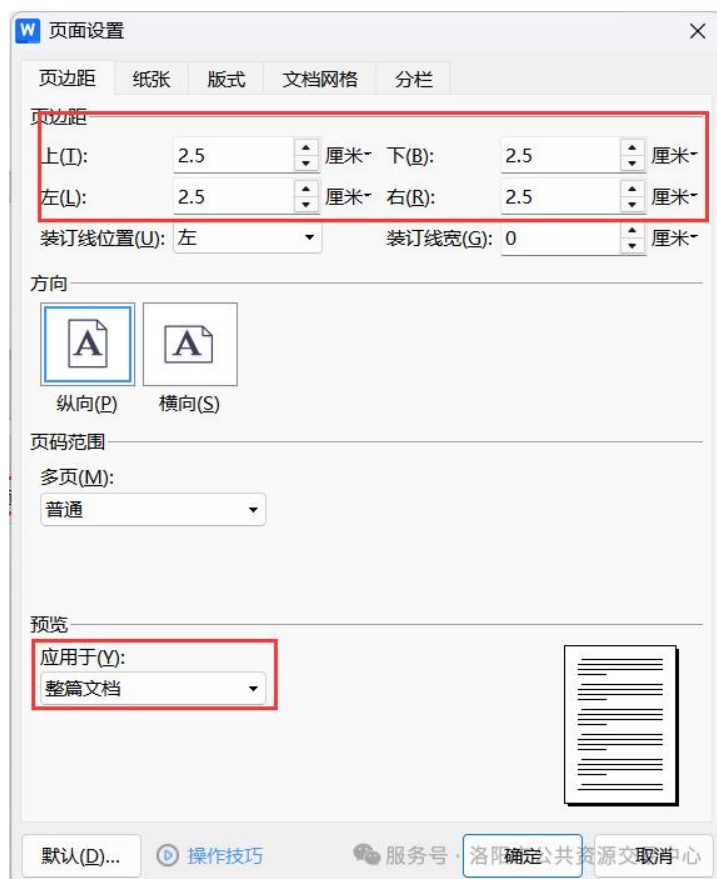 W 页面设置
页边距 纸张 版式 文档网格 分栏
页边距
上(T): 2.5 厘米 下(B): 2.5 厘米
左(L): 2.5 厘米 右(R): 2.5 厘米
装订线位置(U): 左 装订线宽(G): 0 厘米
方向
A A
纵向(P) 横向(S)
页码范围
多页(M):
普通
预览
应用于(Y):
整篇文档
默认(D)... 操作技巧 确定 取消
服务号 · 洛阳市公共资源交易中心